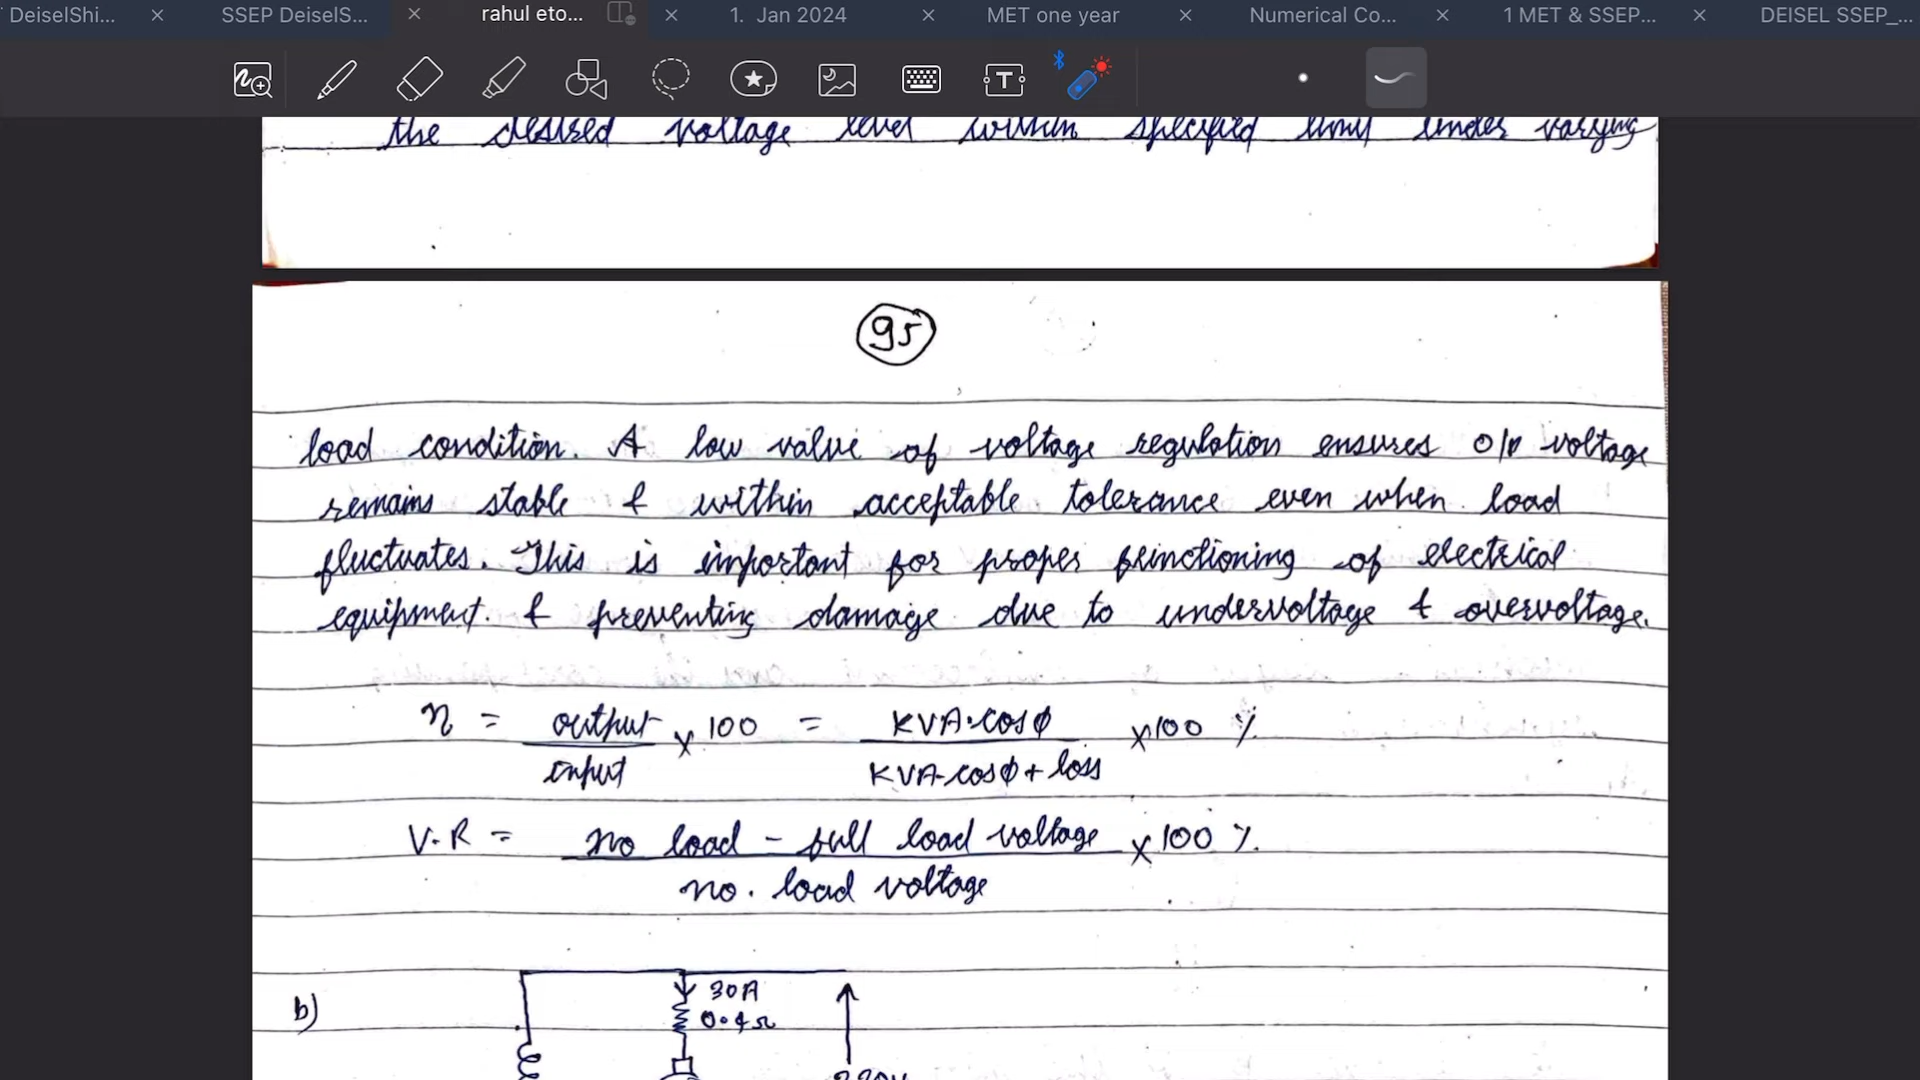 DeiselShi...
SSEP DeiselS...
rahul eto...
1. Jan 2024
MET one year
Numerical Co...
1 MET & SSEP...
DEISEL SSEP_...
the desired voltage level within specified limit under varying
95
load condition. A low value of voltage regulation ensures o/p voltage
remains stable & within acceptable tolerance even when load
fluctuates. This is important for proper functioning of electrical
equipment. & preventing damage due to undervoltage & overvoltage.
η = output/input × 100 = KVA·cosϕ/KVA·cosϕ + loss ×100 %
V.R = no load - full load voltage/no. load voltage × 100 %.
b)
30A
0.4Ω
220V